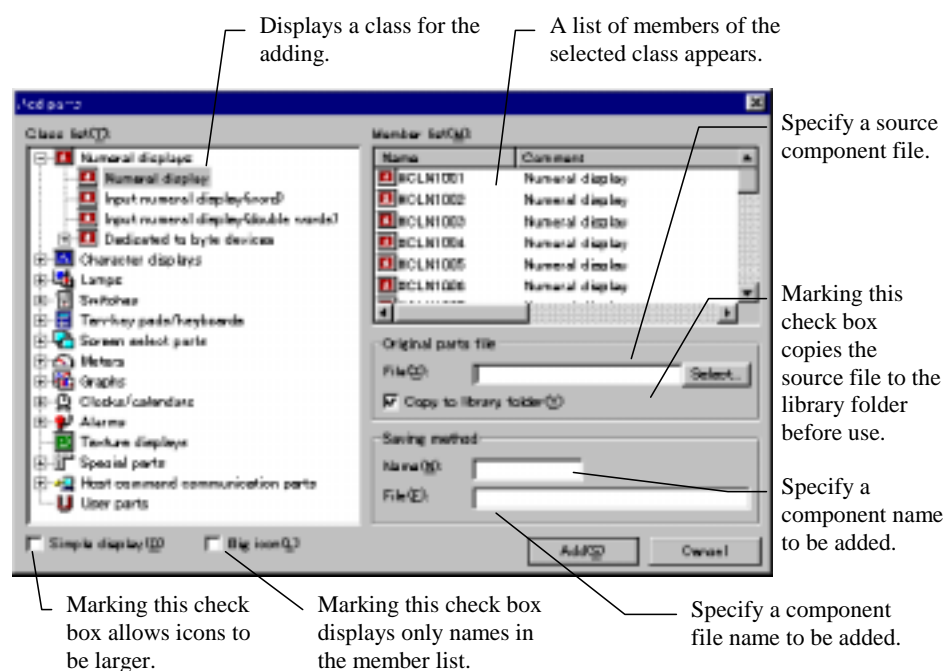 Displays a class for the
adding.
A list of members of the
selected class appears.
Add parts
Class list(T):
Numeral displays
Numeral display
Input numeral display(word)
Input numeral display(double words)
Dedicated to byte devices
Character displays
Lamps
Switches
Ten-key pads/keyboards
Screen select parts
Meters
Graphs
Clocks/calendars
Alarms
Texture displays
Special parts
Host command communication parts
User parts
Member list(M):
Name Comment
Numeral display
Numeral display
Numeral display
Numeral display
Numeral display
Numeral display
Original parts file
File(O): Select...
Copy to library folder(Y)
Saving method
Name(N):
File(F):
Simple display(D) Big icon(L) Add(S) Cancel
Specify a source
component file.
Marking this
check box
copies the
source file to the
library folder
before use.
Specify a
component name
to be added.
Marking this check
box allows icons to
be larger.
Marking this check box
displays only names in
the member list.
Specify a component
file name to be added.